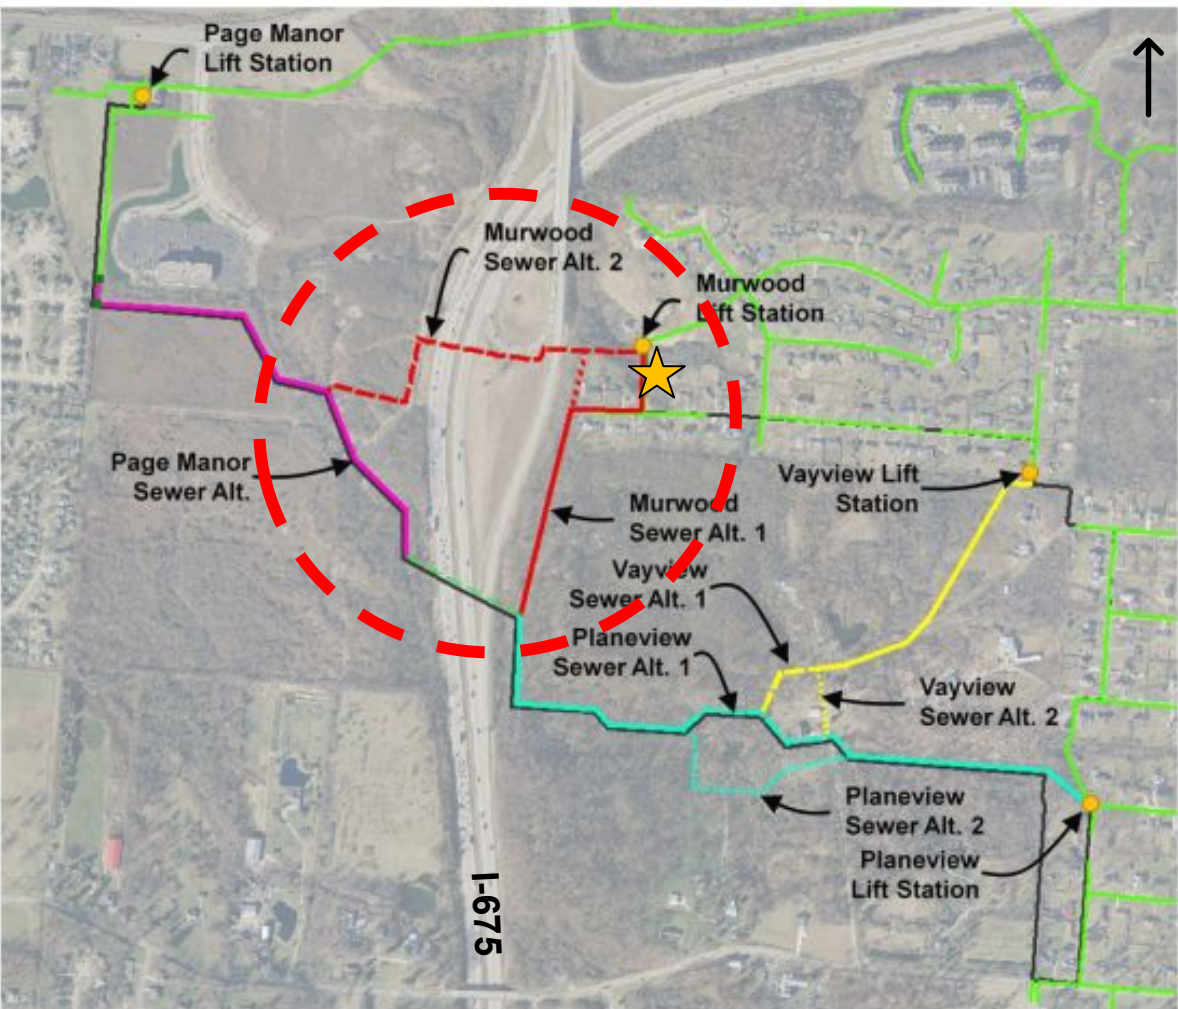 Page Manor
Lift Station
Murwood
Sewer Alt. 2
Murwood
Lift Station
Page Manor
Sewer Alt.
Vayview Lift
Station
Murwood
Sewer Alt. 1
Vayview
Sewer Alt. 1
Planeview
Sewer Alt. 1
Vayview
Sewer Alt. 2
Planeview
Sewer Alt. 2
Planeview
Lift Station
I-675